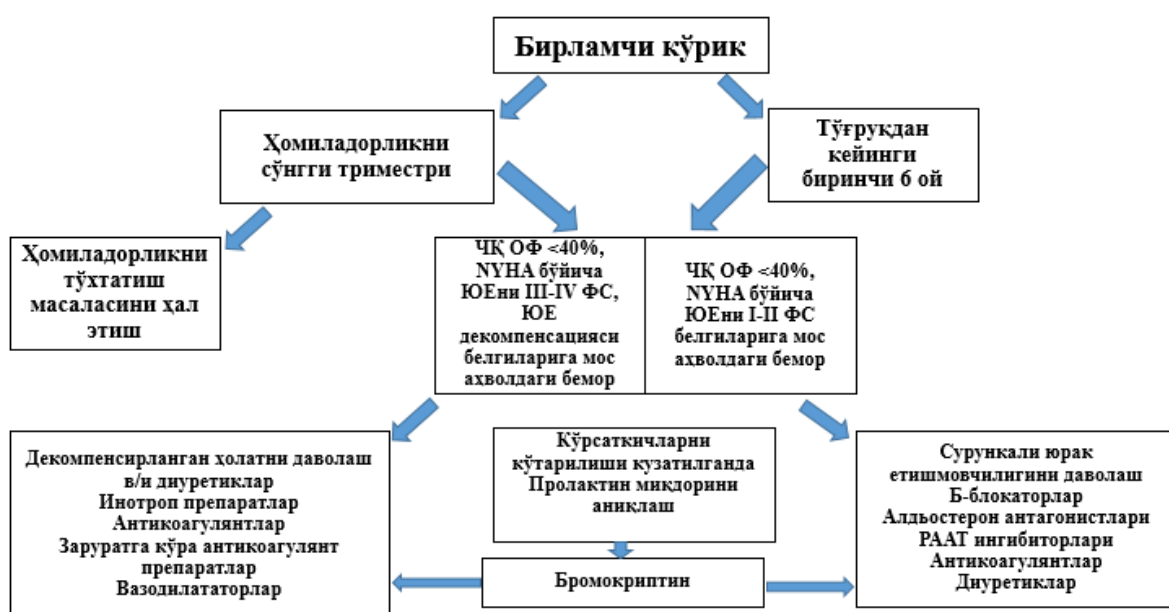 Бирламчи кўрик
Ҳомиладорликни
сўнгги триместри
Тўғруқдан
кейинги
биринчи 6 ой
Ҳомиладорликни
тўхтатиш
масаласини ҳал
этиш
ЧҚ ОФ <40%,
NYHA бўйича
ЮЕни III-IV ФС,
ЮЕ
декомпенсацияси
белгиларига мос
аҳволдаги бемор
ЧҚ ОФ <40%,
NYHA бўйича
ЮЕни I-II ФС
белгиларига мос
аҳволдаги бемор
Декомпенсирланган ҳолатни даволаш
в/и диуретиклар
Инотроп препаратлар
Антикоагулянтлар
Заруратга кўра антикоагулянт
препаратлар
Вазодилататорлар
Кўрсаткичларни
кўтарилиши кузатилганда
Пролактин миқдорини
аниқлаш
Бромокриптин
Сурункали юрак
етишмовчилигини даволаш
Б-блокаторлар
Алдьостерон антагонистлари
РААТ ингибиторлари
Антикоагулянтлар
Диуретиклар